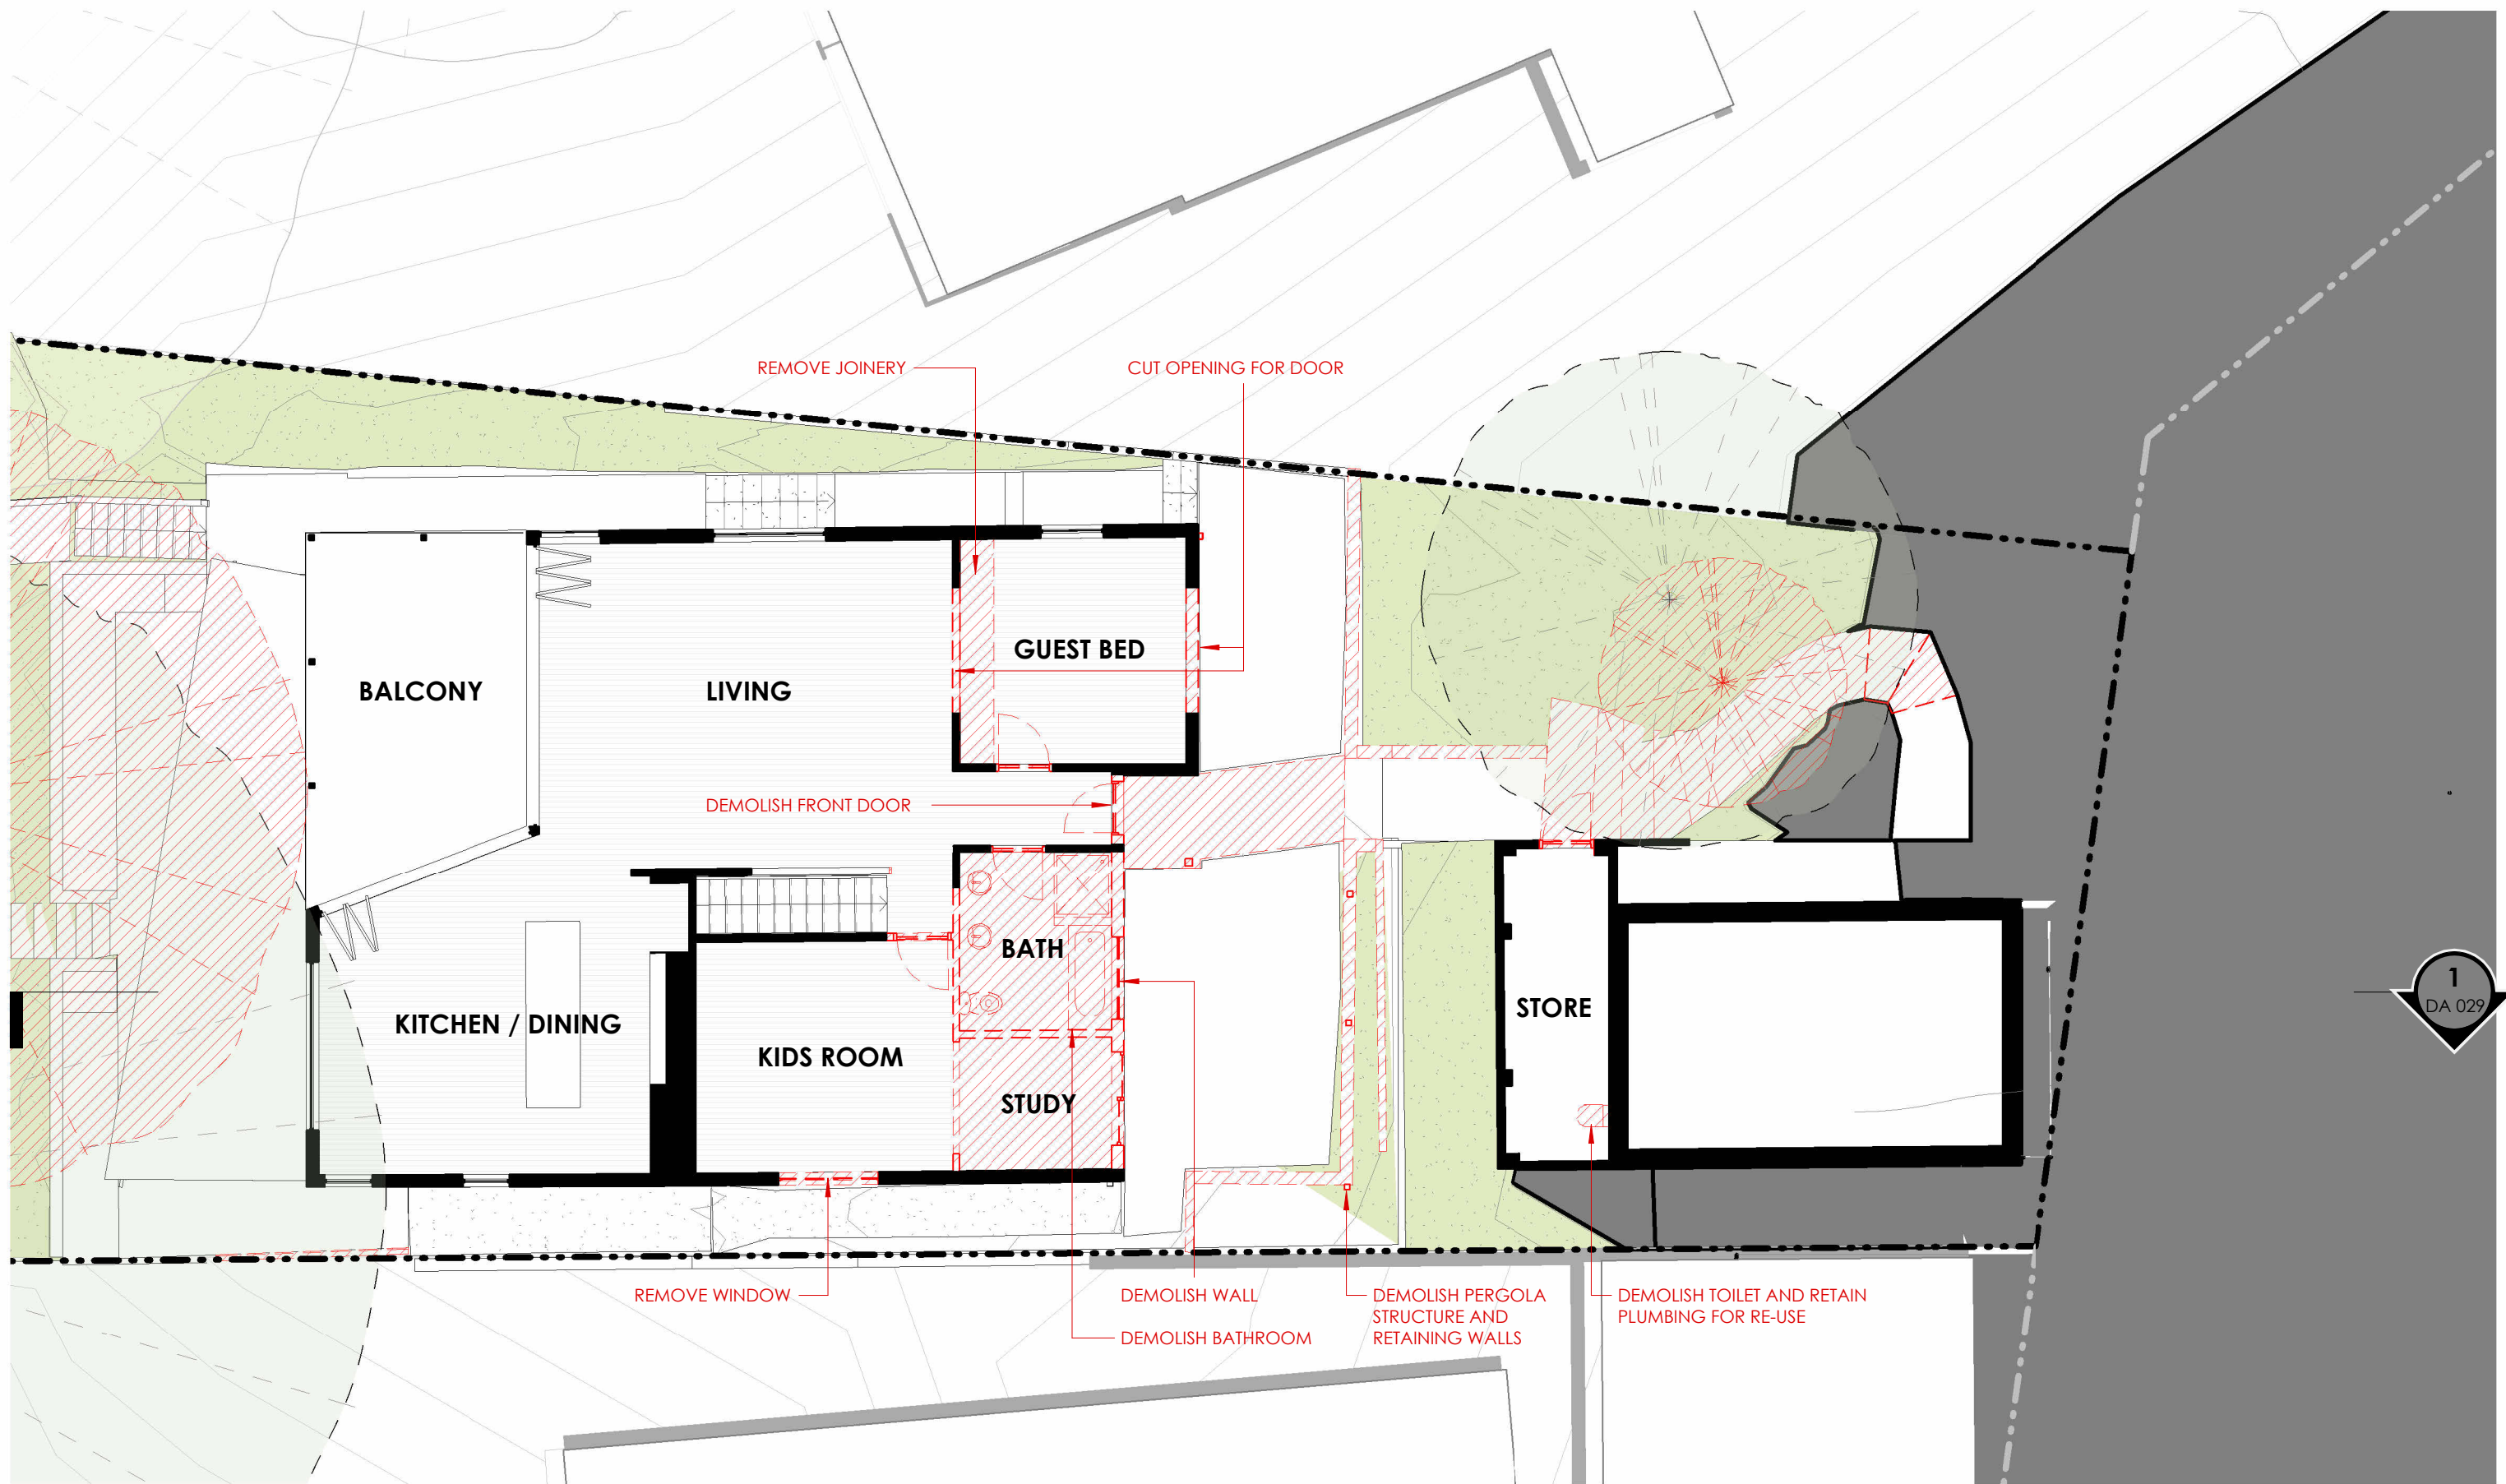 REMOVE JOINERY
CUT OPENING FOR DOOR
GUEST BED
BALCONY
LIVING
DEMOLISH FRONT DOOR
BATH
STORE
1
DA 029
KITCHEN / DINING
KIDS ROOM
STUDY
REMOVE WINDOW
DEMOLISH WALL
DEMOLISH BATHROOM
DEMOLISH PERGOLA
STRUCTURE AND
RETAINING WALLS
DEMOLISH TOILET AND RETAIN
PLUMBING FOR RE-USE